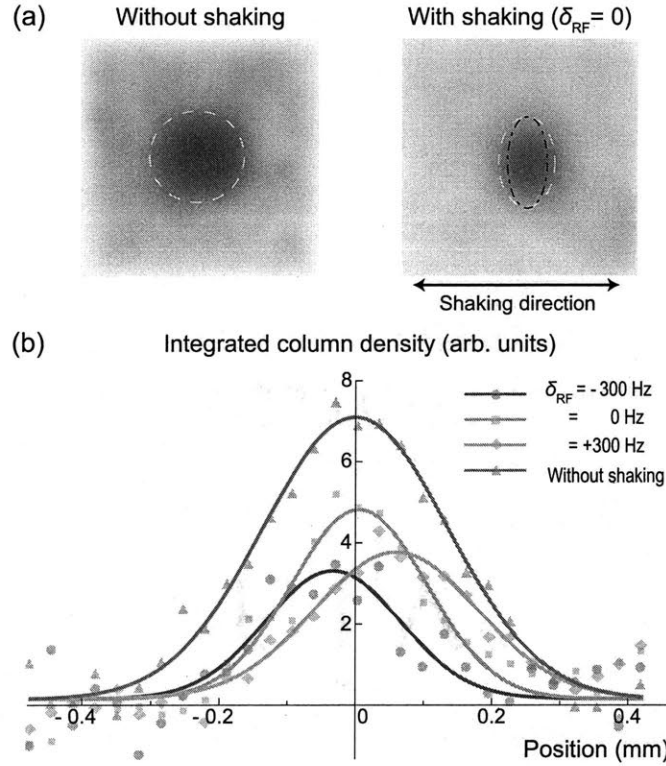 (a)
Without shaking
With shaking (δRF = 0)
Shaking direction
(b)
Integrated column density (arb. units)
8
6
4
2
δRF = - 300 Hz
= 0 Hz
= +300 Hz
Without shaking
- 0.4
- 0.2
0
0.2
0.4
Position (mm)